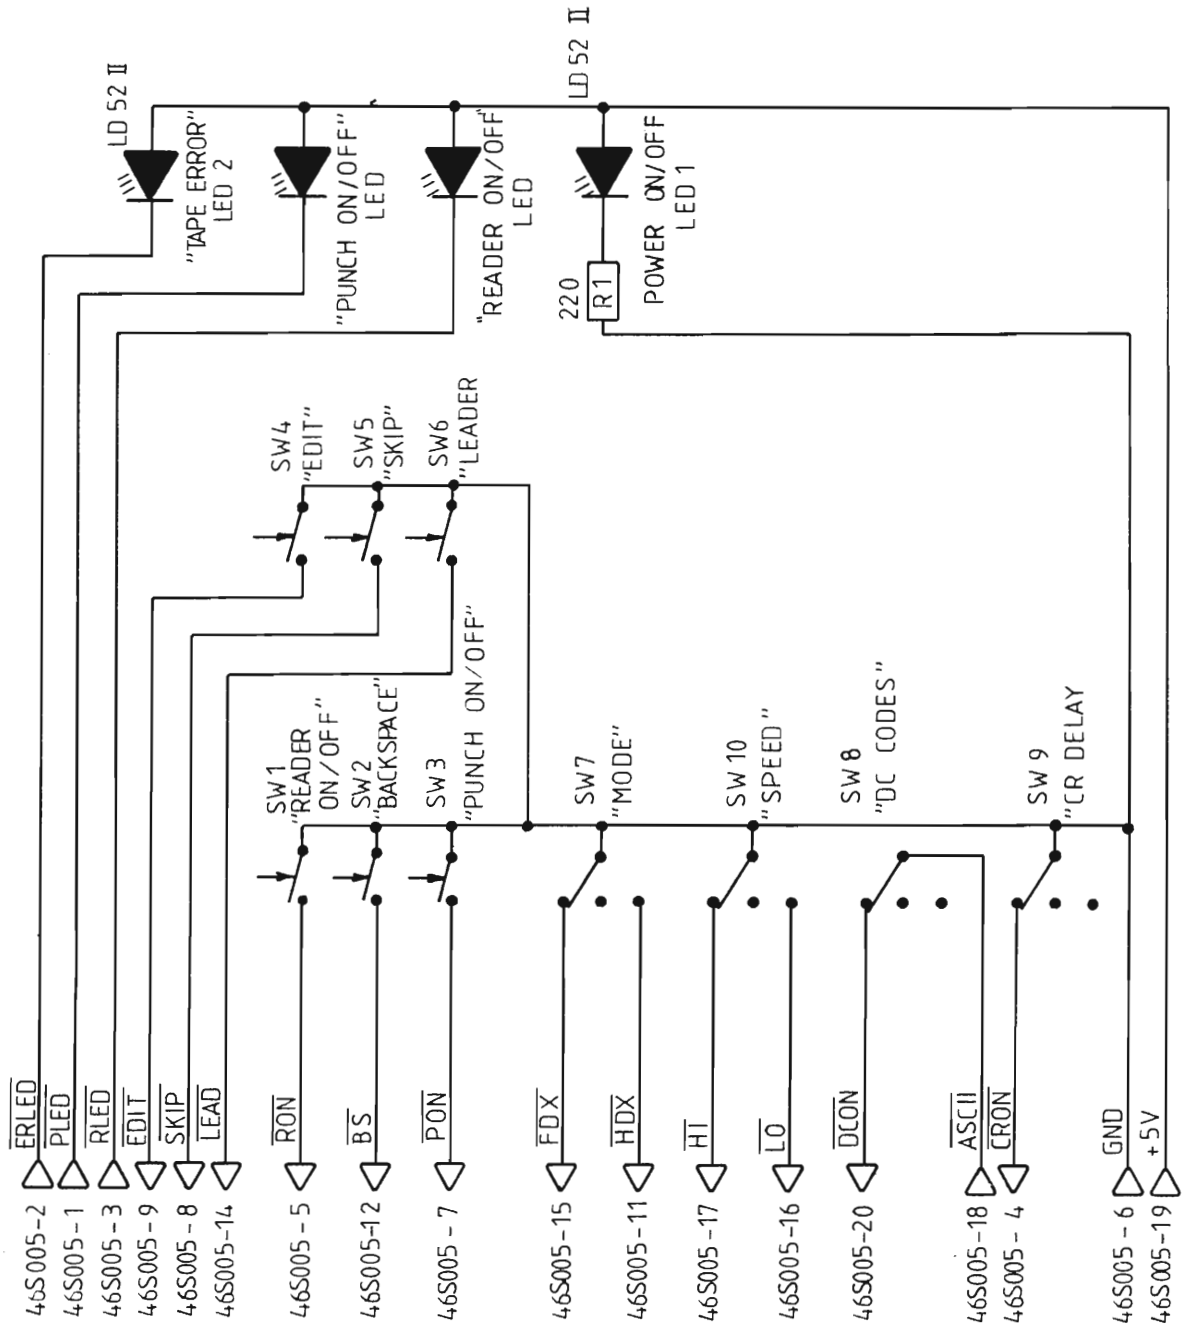 46S005-2 ERLED
46S005-1 PLED
46S005-3 RLED
46S005-9 EDIT
46S005-8 SKIP
46S005-14 LEAD
46S005-5 RON
46S005-12 BS
46S005-7 PON
46S005-15 FDX
46S005-11 HDX
46S005-17 HI
46S005-16 LO
46S005-20 DCON
46S005-18 ASCII
46S005-4 CRON
46S005-6 GND
46S005-19 +5V
SW1
"READER
ON/OFF"
SW2
"BACKSPACE"
SW3
"PUNCH ON/OFF"
SW7
"MODE"
SW10
"SPEED"
SW8
"DC CODES"
SW9
"CR DELAY
SW4
"EDIT"
SW5
"SKIP"
SW6
"LEADER
LD 52 II
"TAPE ERROR"
LED 2
"PUNCH ON/OFF"
LED
"READER ON/OFF"
LED
LD 52 II
220
R1
POWER ON/OFF
LED 1